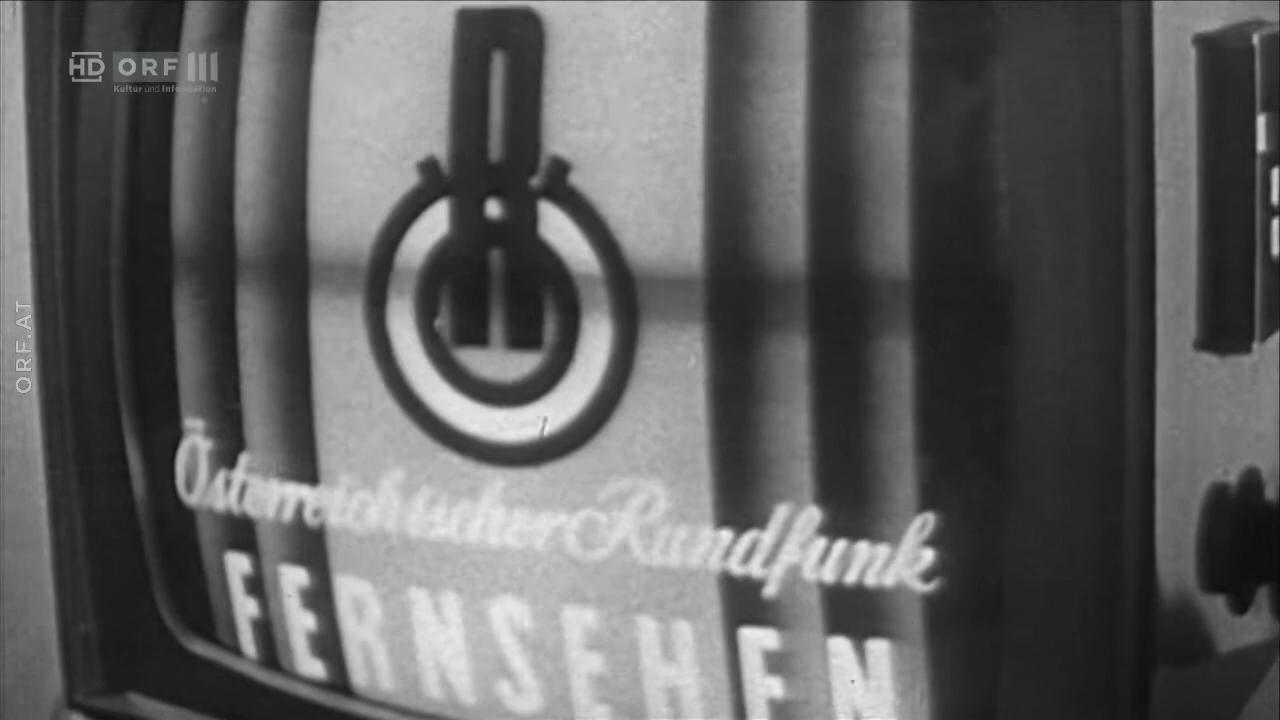 HD ORF III
Kultur und Information
ORF.AT
Österreichischer Rundfunk
FERNSEHEN